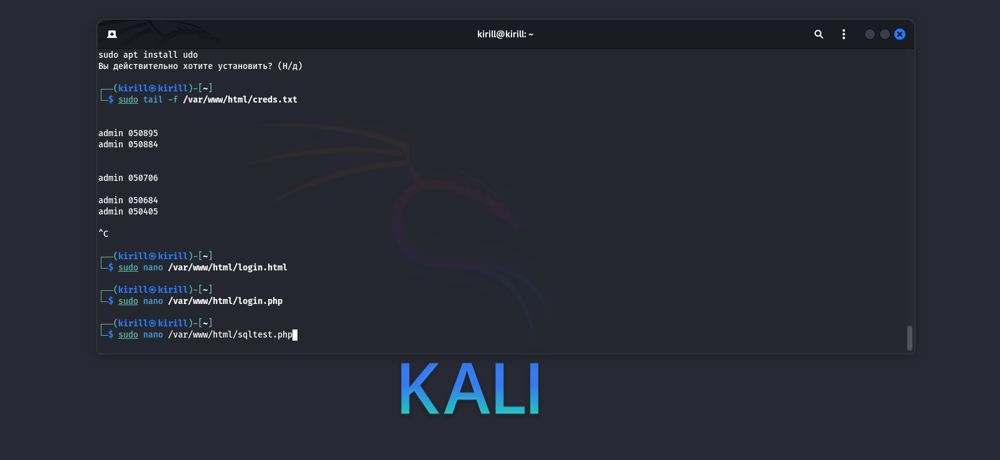 kirill@kirill: ~
sudo apt install udo
Вы действительно хотите установить? (Н/д)
(kirill㉿kirill)-[~]
$ sudo tail -f /var/www/html/creds.txt
admin 050895
admin 050884
admin 050706
admin 050684
admin 050405
^C
(kirill㉿kirill)-[~]
$ sudo nano /var/www/html/login.html
(kirill㉿kirill)-[~]
$ sudo nano /var/www/html/login.php
(kirill㉿kirill)-[~]
$ sudo nano /var/www/html/sqltest.php
KALI